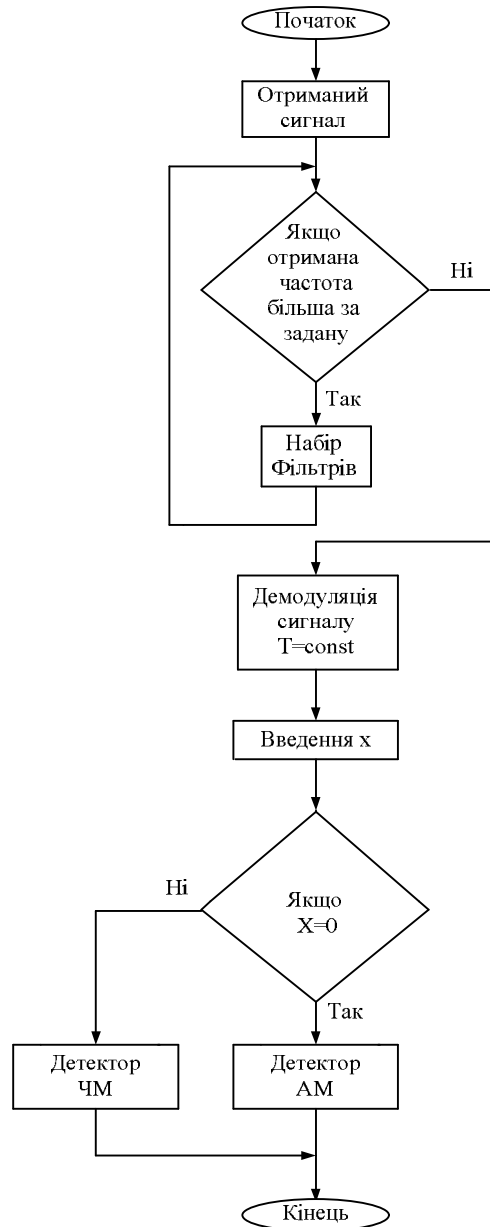 Початок
Отриманий
сигнал
Якщо
отримана
частота
більша за
задану
Ні
Так
Набір
Фільтрів
Демодуляція
сигналу
T=const
Введення x
Ні
Якщо
X=0
Так
Детектор
ЧМ
Детектор
АМ
Кінець